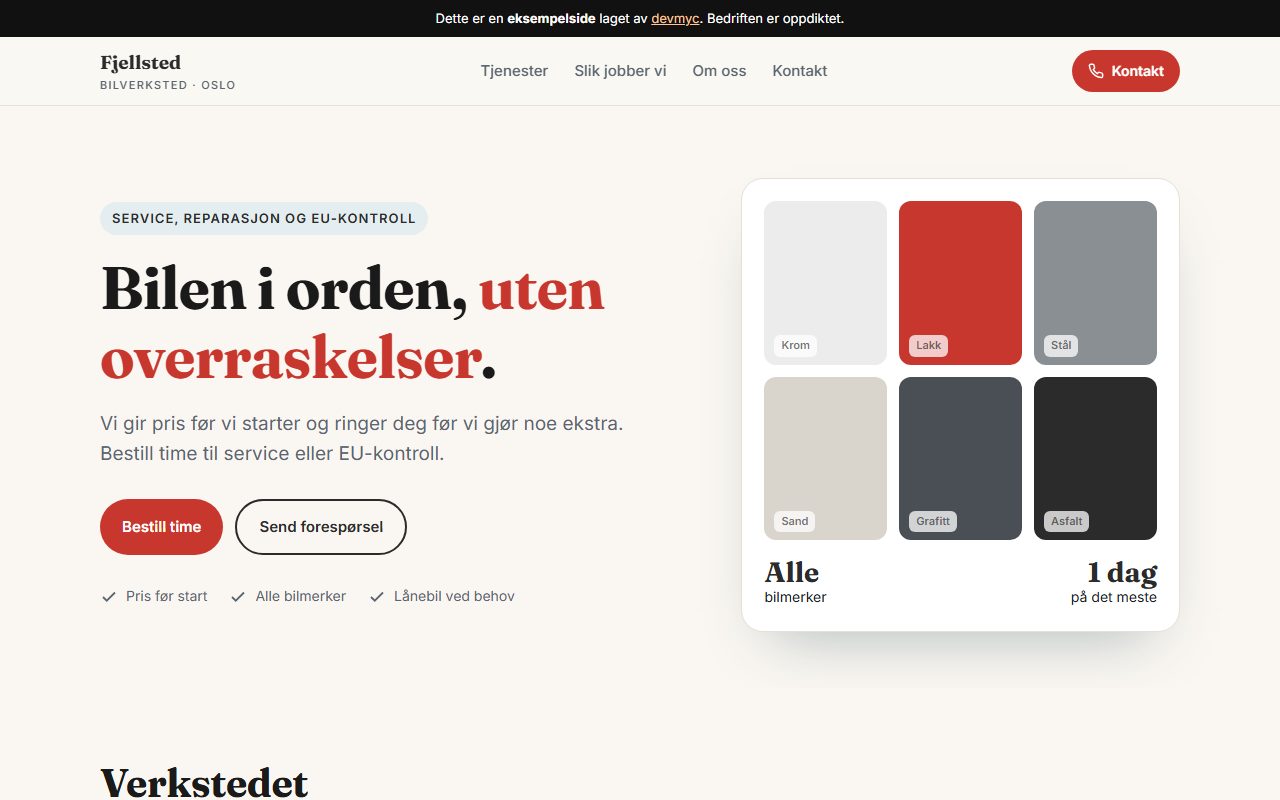 Dette er en eksempelside laget av devmyc. Bedriften er oppdiktet.
Fjellsted
BILVERKSTED · OSLO
Tjenester
Slik jobber vi
Om oss
Kontakt
Kontakt
SERVICE, REPARASJON OG EU-KONTROLL
Bilen i orden, uten
overraskelser.
Vi gir pris før vi starter og ringer deg før vi gjør noe ekstra.
Bestill time til service eller EU-kontroll.
Bestill time
Send forespørsel
Pris før start
Alle bilmerker
Lånebil ved behov
Krom
Lakk
Stål
Sand
Grafitt
Asfalt
Alle
bilmerker
1 dag
på det meste
Verkstedet